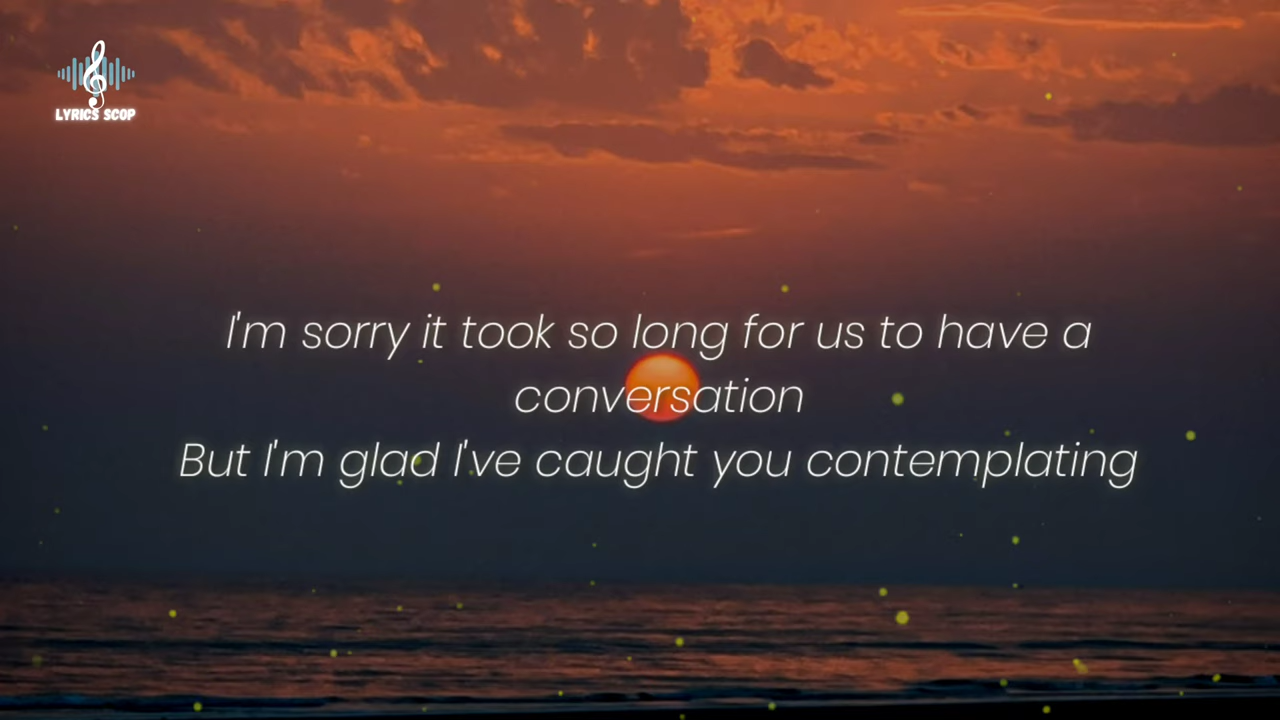 LYRICS SCOP
I'm sorry it took so long for us to have a
conversation
But I'm glad I've caught you contemplating